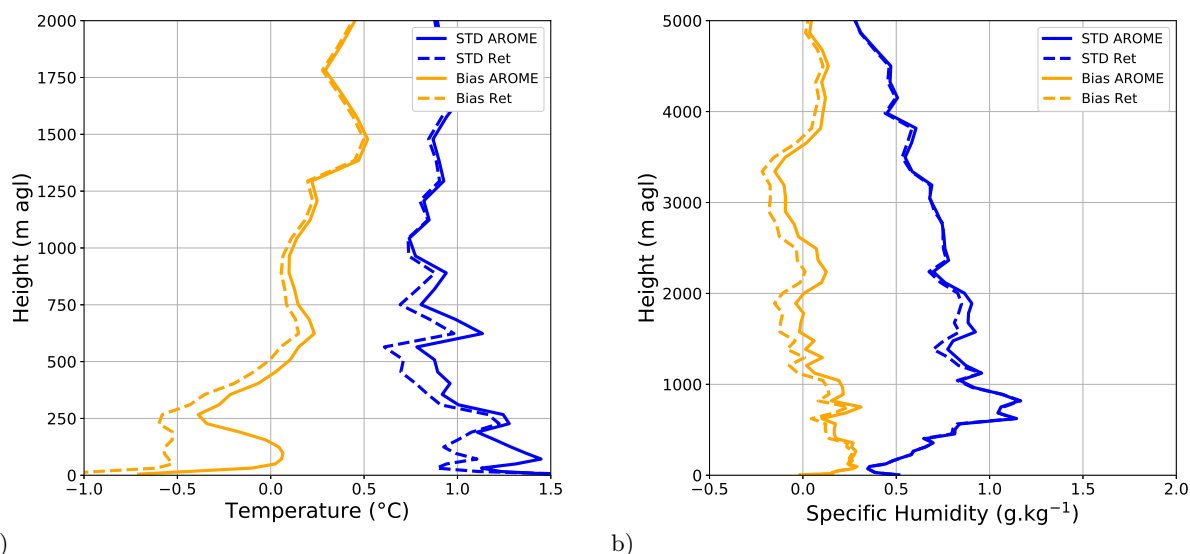 2000
1750
1500
1250
1000
750
500
250
0
Height (m agl)
−1.0 −0.5 0.0 0.5 1.0 1.5
Temperature (°C)
STD AROME
STD Ret
Bias AROME
Bias Ret
)
5000
4000
3000
2000
1000
0
Height (m agl)
−0.5 0.0 0.5 1.0 1.5 2.0
Specific Humidity (g.kg⁻¹)
STD AROME
STD Ret
Bias AROME
Bias Ret
b)